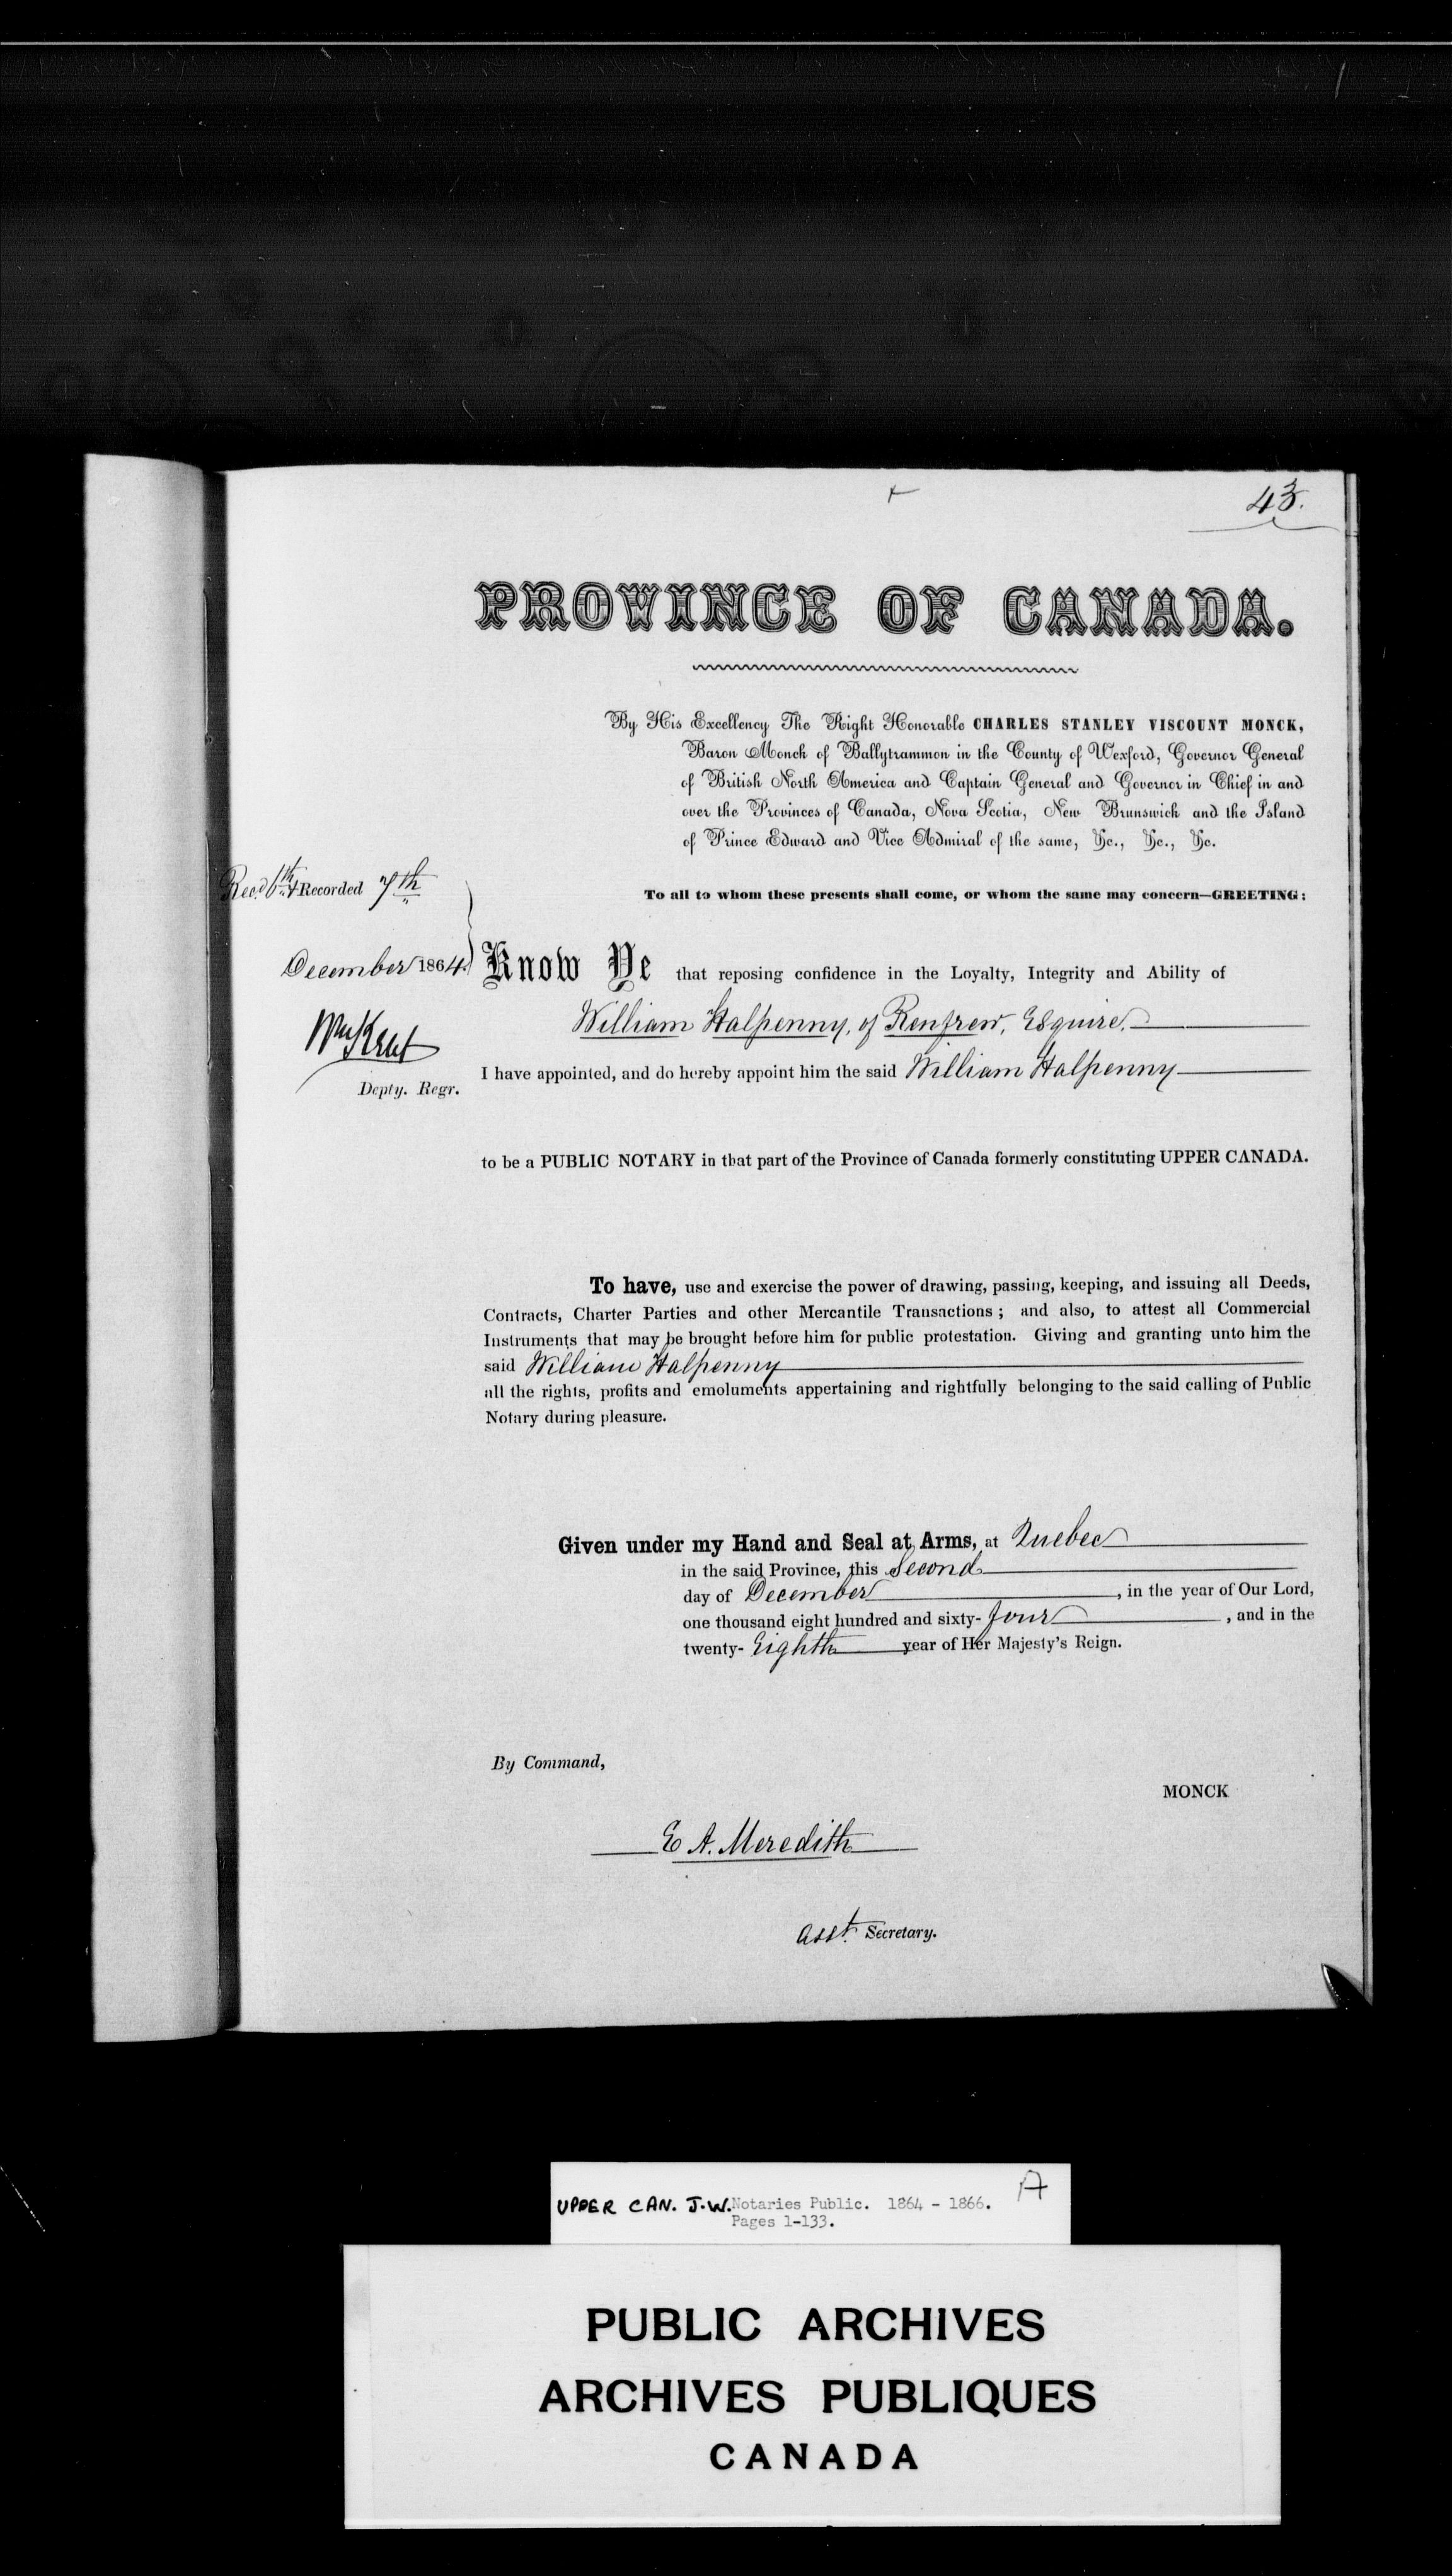 43.
PROVINCE OF CANADA.
By His Excellency The Right Honorable CHARLES STANLEY VISCOUNT MONCK,
Baron Monck of Ballytrammon in the County of Wexford, Governor General
of British North America and Captain General and Governor in Chief in and
over the Provinces of Canada, Nova Scotia, New Brunswick and the Island
of Prince Edward and Vice Admiral of the same, &c., &c., &c.
Recd. 6th & Recorded 7th
December 1864.
Wm Kent
Depty. Regr.
To all to whom these presents shall come, or whom the same may concern—GREETING:
Know Ye that reposing confidence in the Loyalty, Integrity and Ability of
William Halpenny, of Renfrew, Esquire.
I have appointed, and do hereby appoint him the said William Halpenny
to be a PUBLIC NOTARY in that part of the Province of Canada formerly constituting UPPER CANADA.
To have, use and exercise the power of drawing, passing, keeping, and issuing all Deeds,
Contracts, Charter Parties and other Mercantile Transactions; and also, to attest all Commercial
Instruments that may be brought before him for public protestation. Giving and granting unto him the
said William Halpenny
all the rights, profits and emoluments appertaining and rightfully belonging to the said calling of Public
Notary during pleasure.
Given under my Hand and Seal at Arms, at Quebec
in the said Province, this Second
day of December, in the year of Our Lord,
one thousand eight hundred and sixty-four, and in the
twenty-Eighth year of Her Majesty's Reign.
By Command,
MONCK
E A. Meredith
Asst. Secretary.
UPPER CAN. J.W. Notaries Public. 1864 - 1866. A
Pages 1-133.
PUBLIC ARCHIVES
ARCHIVES PUBLIQUES
CANADA